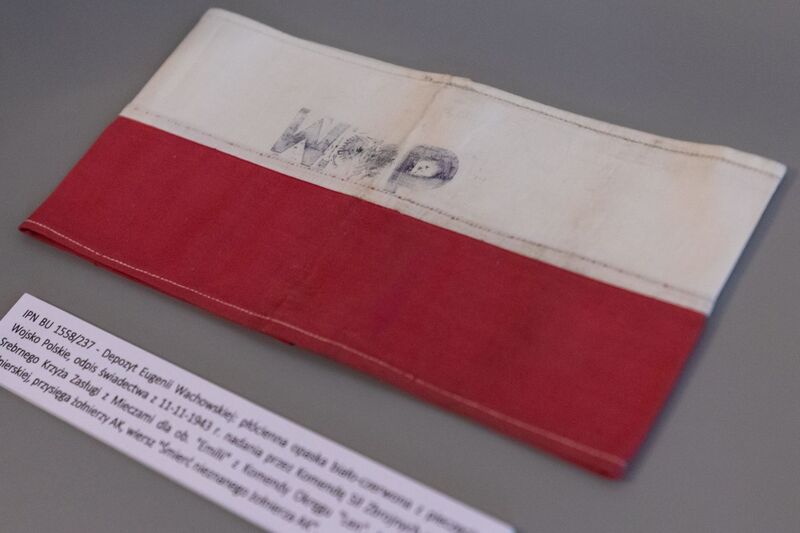 WP
IPN BU 1558/237 - Depozyt Eugenii Wachowskiej: płócienna opaska biało-czerwona z
Wojsko Polskie, odpis świadectwa z 11-11-1943 r. nadania przez Komendę Sił Zbrojnych
Srebrnego Krzyża Zasługi z Mieczami dla ob. "Emilii" z Komendy Okręgu
przysięga żołnierzy AK, wiersz "Śmierć nieznanego żołnierza AK"